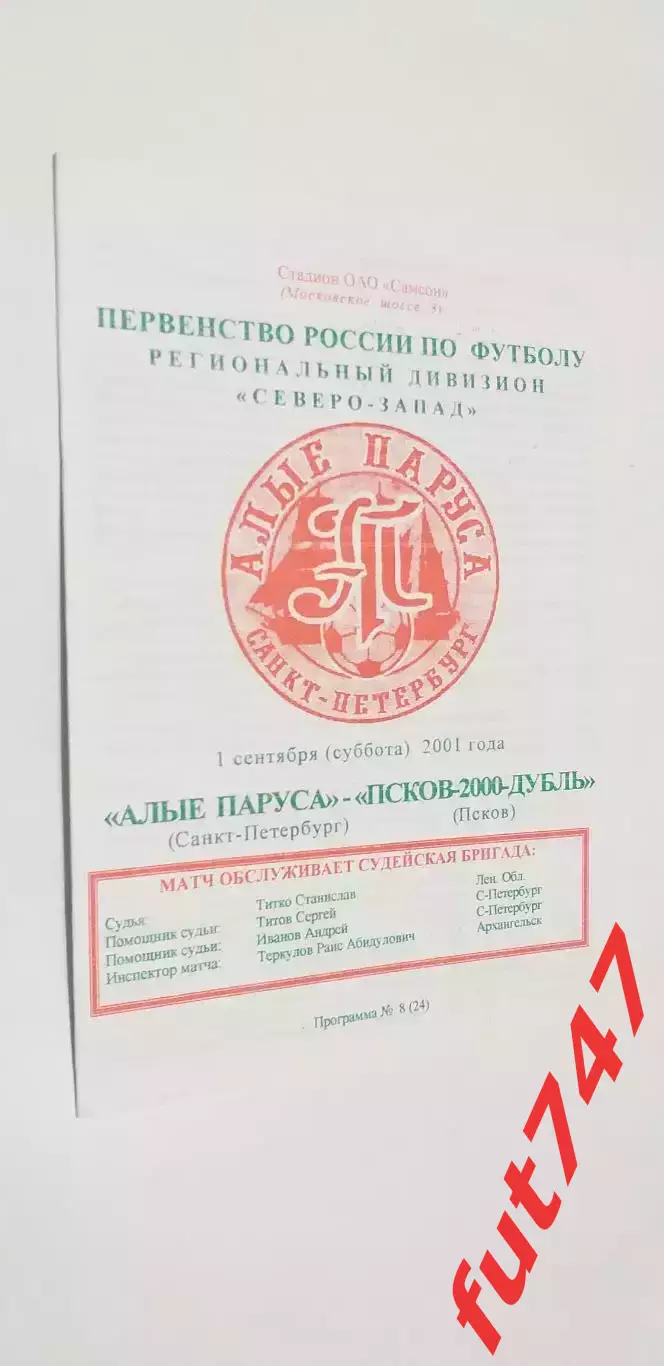 Стадион ОАО «Самсон»
(Московское шоссе 3)
ПЕРВЕНСТВО РОССИИ ПО ФУТБОЛУ
РЕГИОНАЛЬНЫЙ ДИВИЗИОН
«СЕВЕРО-ЗАПАД»
АЛЫЕ ПАРУСА
АП
САНКТ-ПЕТЕРБУРГ
1 сентября (суббота) 2001 года
«АЛЫЕ ПАРУСА» - «ПСКОВ-2000-ДУБЛЬ»
(Санкт-Петербург) (Псков)
МАТЧ ОБСЛУЖИВАЕТ СУДЕЙСКАЯ БРИГАДА:
Судья: Титко Станислав Лен. Обл.
Помощник судьи: Титов Сергей С-Петербург
Помощник судьи: Иванов Андрей С-Петербург
Инспектор матча: Теркулов Раис Абидулович Архангельск
Программа № 8 (24)
fut747